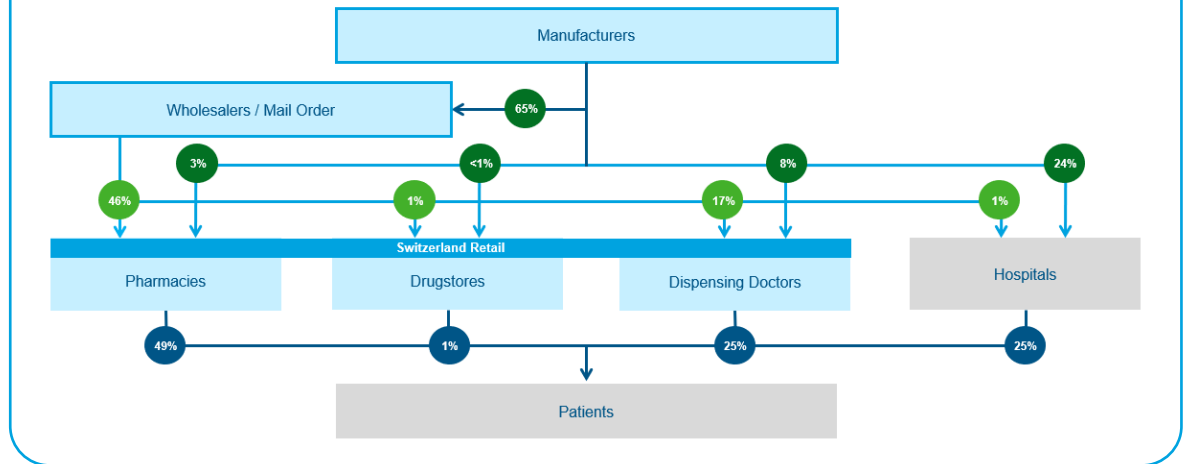 Manufacturers
Wholesalers / Mail Order
65%
3%
<1%
8%
24%
46%
1%
17%
1%
Switzerland Retail
Pharmacies
Drugstores
Dispensing Doctors
Hospitals
49%
1%
25%
25%
Patients